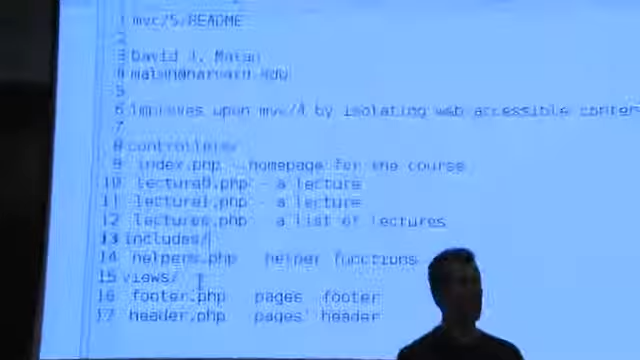 1 mvc/5/README
2
3 David J. Malan
4 malan@harvard.edu
5
6 Improves upon mvc/4 by isolating web accessible
7
8 controllers/
9 index.php - homepage for the course
10 lecture0.php - a lecture
11 lecture1.php - a lecture
12 lectures.php - a list of lectures
13 includes/
14 helpers.php helper functions
15 views/
16 footer.php pages' footer
17 header.php pages' header